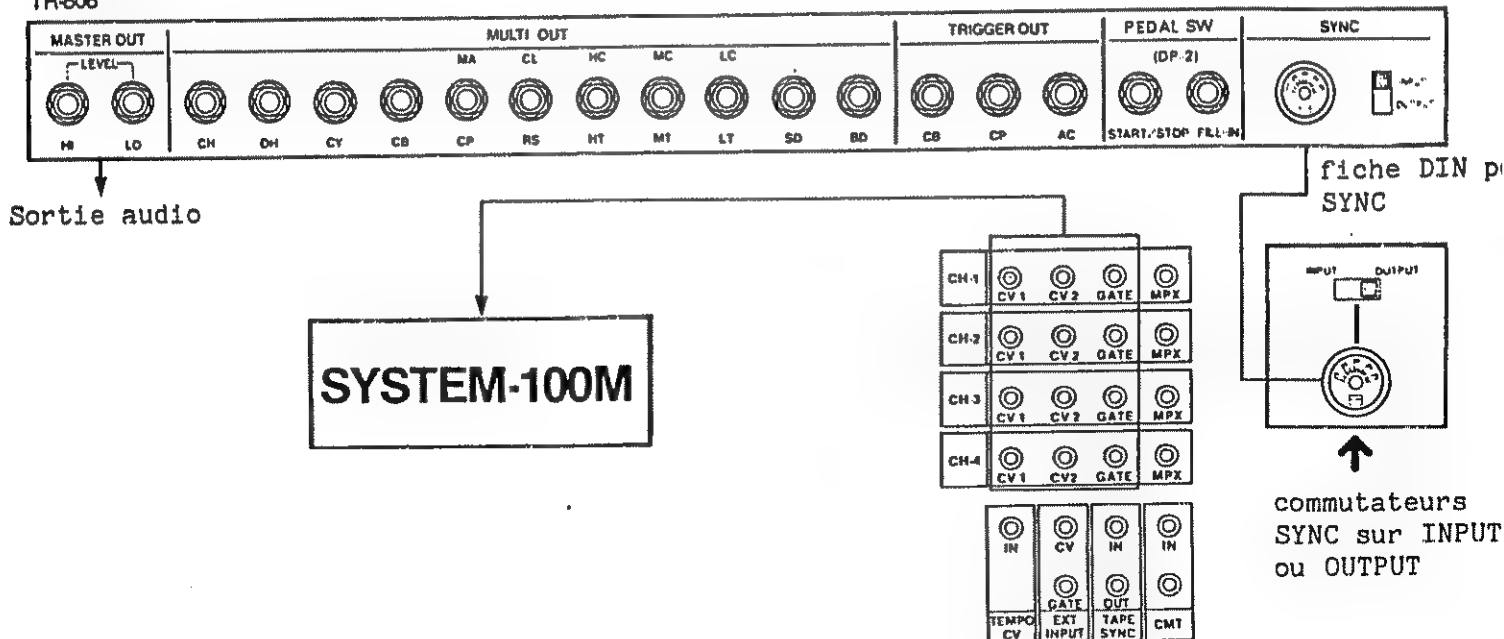 TR-808
MASTER OUT
MULTI OUT
TRIGGER OUT
PEDAL SW
SYNC
LEVEL
MA CL HC MC LC
(DP-2)
INPUT
OUTPUT
HI LO CH OH CY CB CP RS HT MT LT SD BD CB CP AC START/STOP FILL-IN
fiche DIN
SYNC
Sortie audio
INPUT OUTPUT
CH-1 CV 1 CV 2 GATE MPX
CH-2 CV 1 CV 2 GATE MPX
SYSTEM-100M
CH-3 CV 1 CV 2 GATE MPX
CH-4 CV 1 CV2 GATE MPX
commutateurs
SYNC sur INPUT
ou OUTPUT
IN CV IN IN
GATE OUT
TEMPO CV
EXT INPUT
TAPE SYNC
CMT